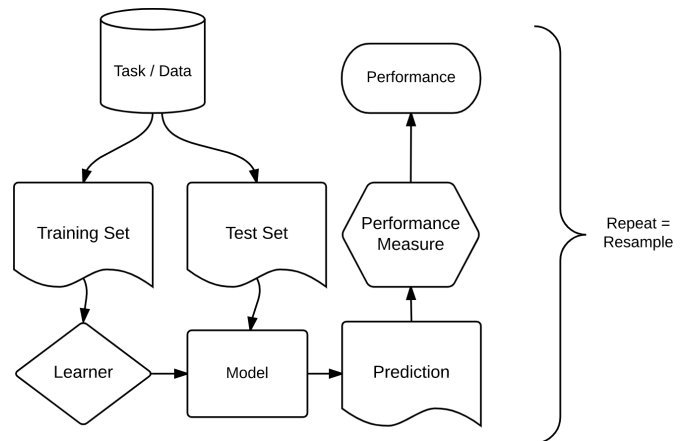 Task / Data
Performance
Training Set
Test Set
Performance
Measure
Repeat =
Resample
Learner
Model
Prediction